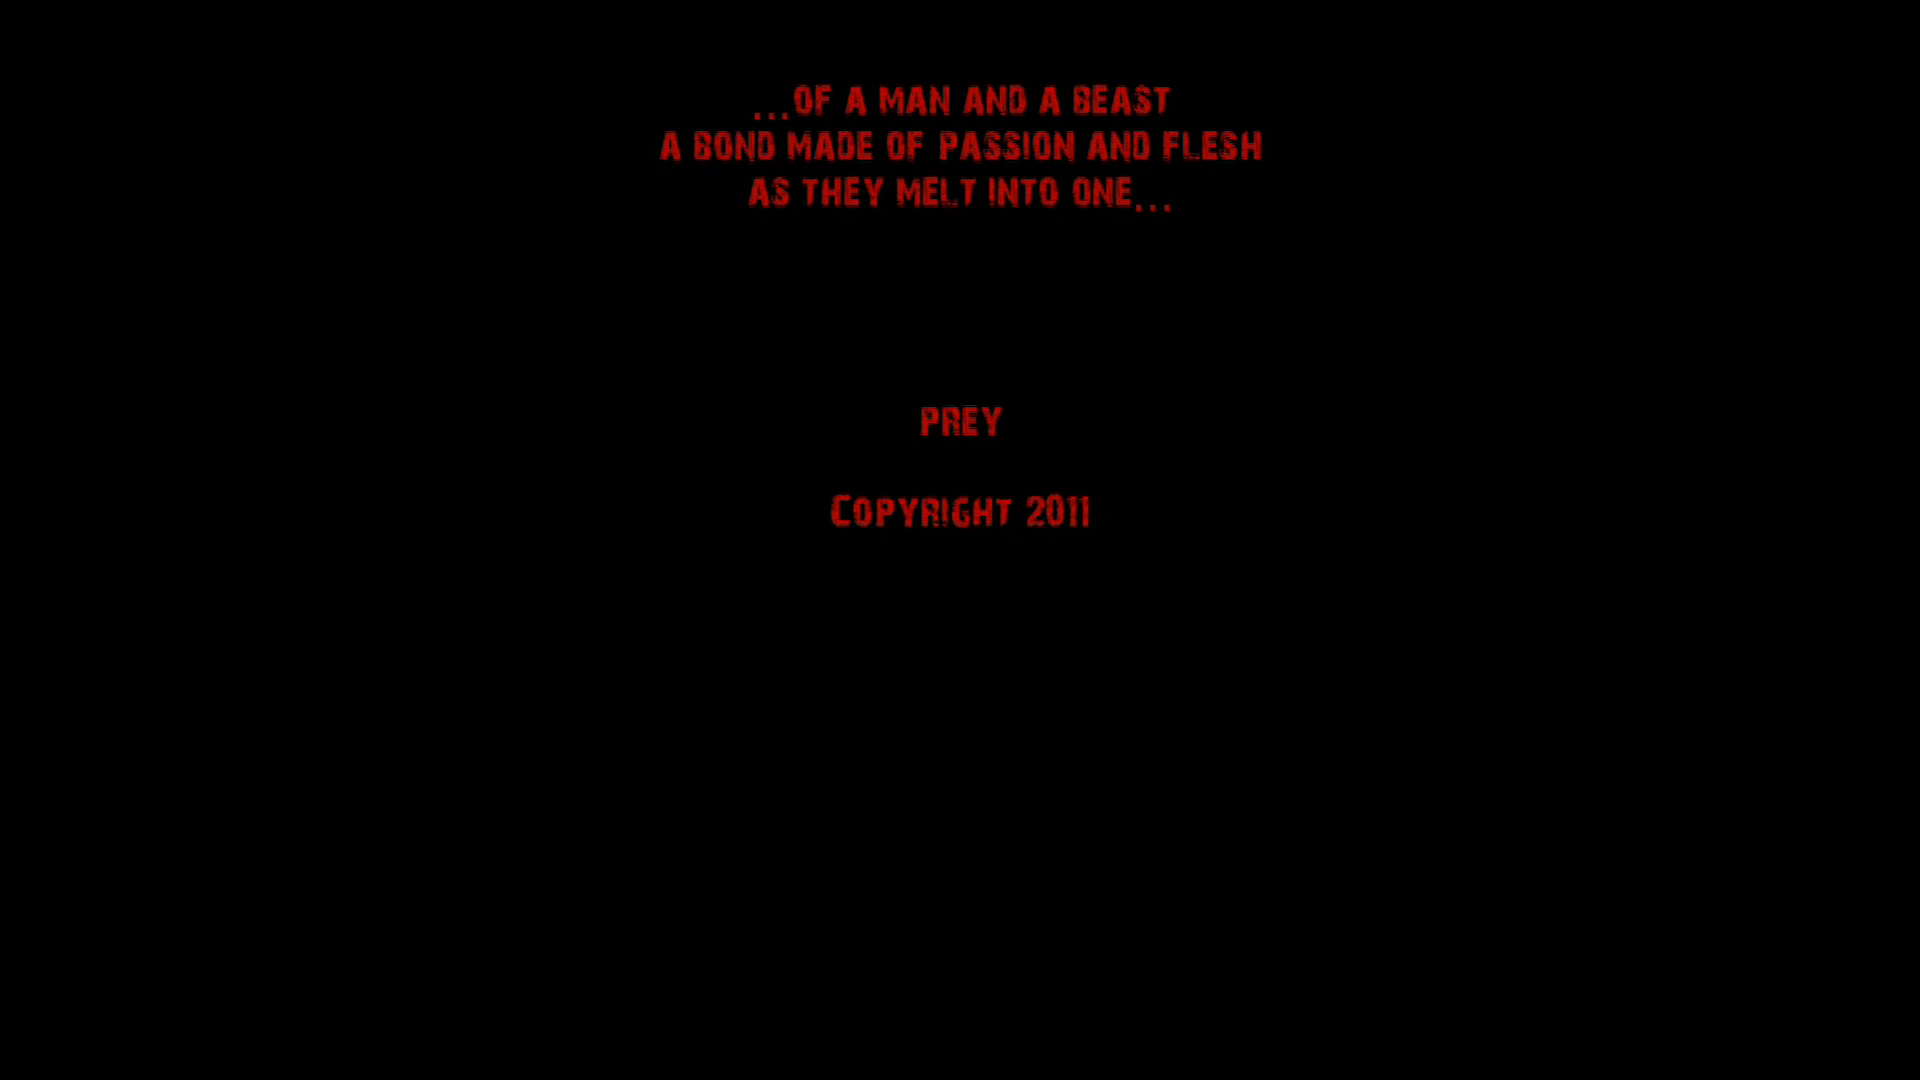 ...OF A MAN AND A BEAST
A BOND MADE OF PASSION AND FLESH
AS THEY MELT INTO ONE...
PREY
COPYRIGHT 2011